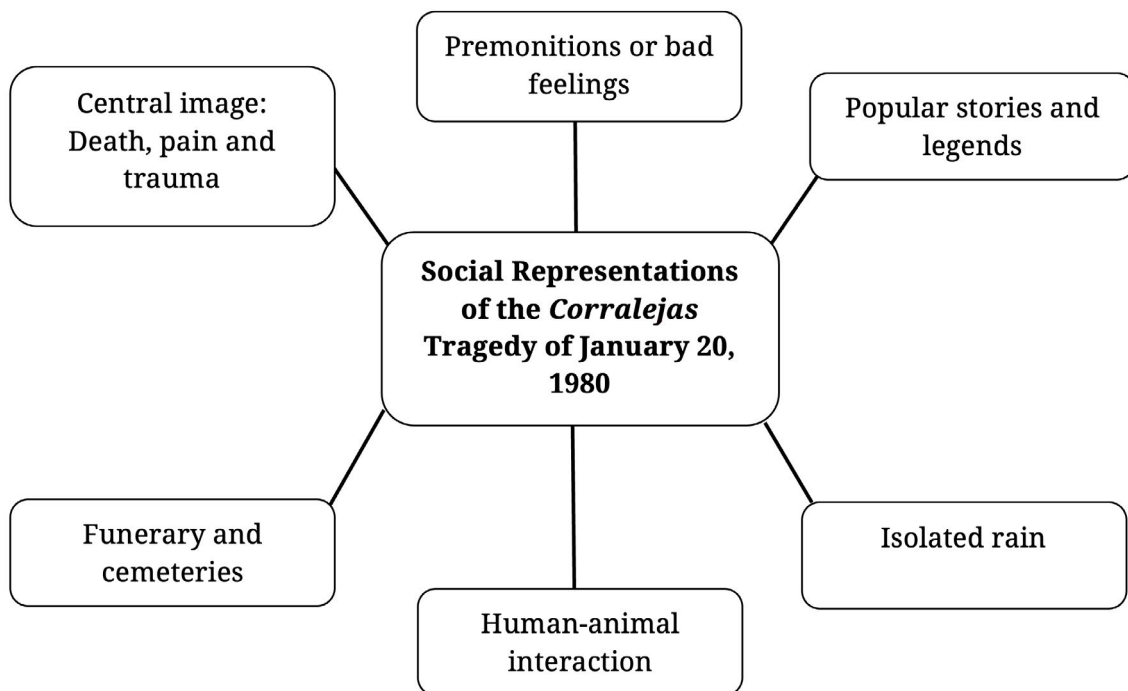 Premonitions or bad
feelings
Central image:
Death, pain and
trauma
Popular stories and
legends
Social Representations
of the Corralejas
Tragedy of January 20,
1980
Funerary and
cemeteries
Isolated rain
Human-animal
interaction